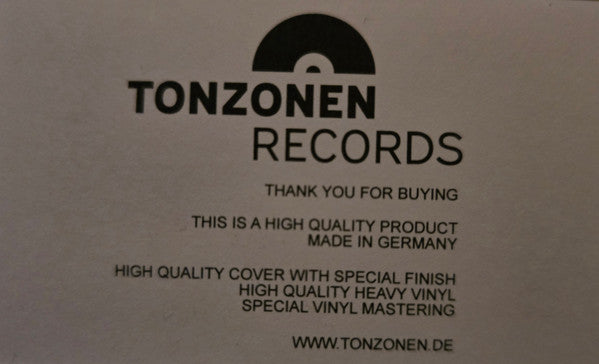 TONZONEN
RECORDS
THANK YOU FOR BUYING
THIS IS A HIGH QUALITY PRODUCT
MADE IN GERMANY
HIGH QUALITY COVER WITH SPECIAL FINISH
HIGH QUALITY HEAVY VINYL
SPECIAL VINYL MASTERING
WWW.TONZONEN.DE